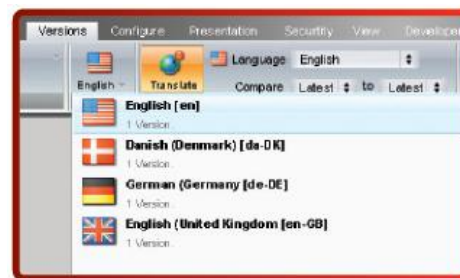 Versions Configure Presentation Security View Developer
Language English
English Translate Compare Latest to Latest
English [en]
1 Version.
Danish (Denmark) [da-DK]
1 Version.
German (Germany [de-DE]
1 Version.
English (United Kingdom [en-GB]
1 Version.